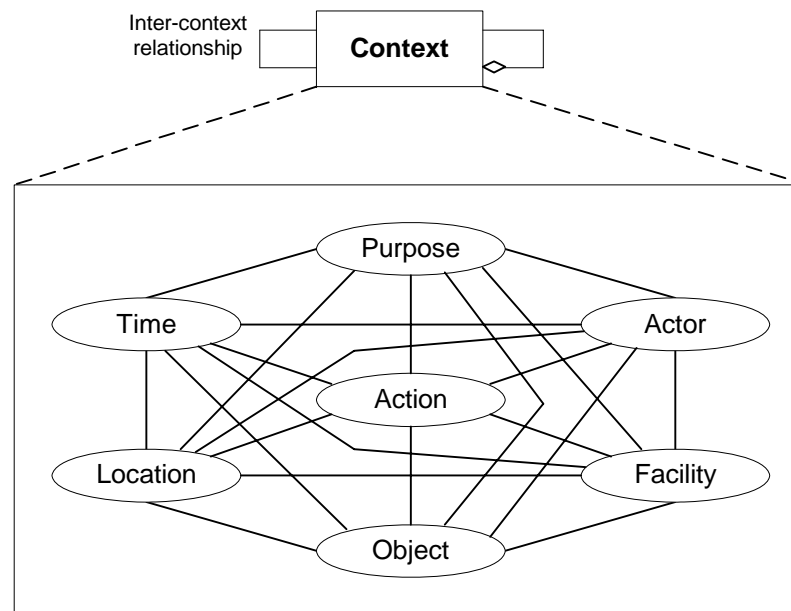 Inter-context
relationship
Context
Purpose
Time
Actor
Action
Location
Facility
Object